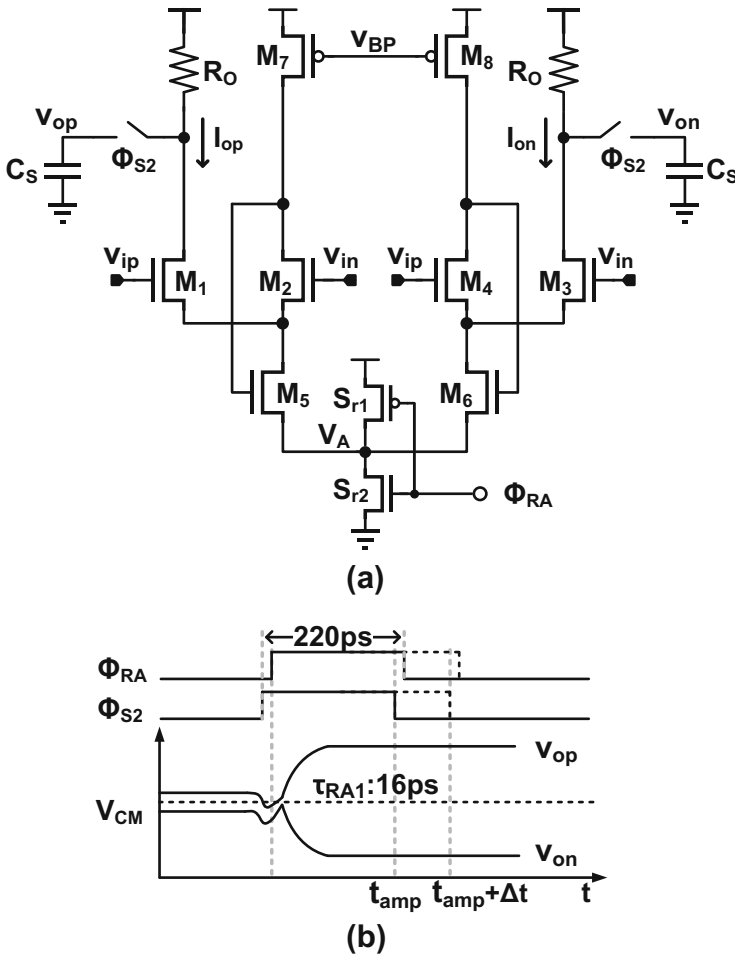 M7 vBP M8
RO RO
vop Iop Ion von
ΦS2 ΦS2
CS CS
vip M1 M2 vin vip M4 M3 vin
M5 Sr1 M6
VA
Sr2 ΦRA
(a)
220ps
ΦRA
ΦS2
vop
τRA1:16ps
VCM
von
tamp tamp+Δt t
(b)